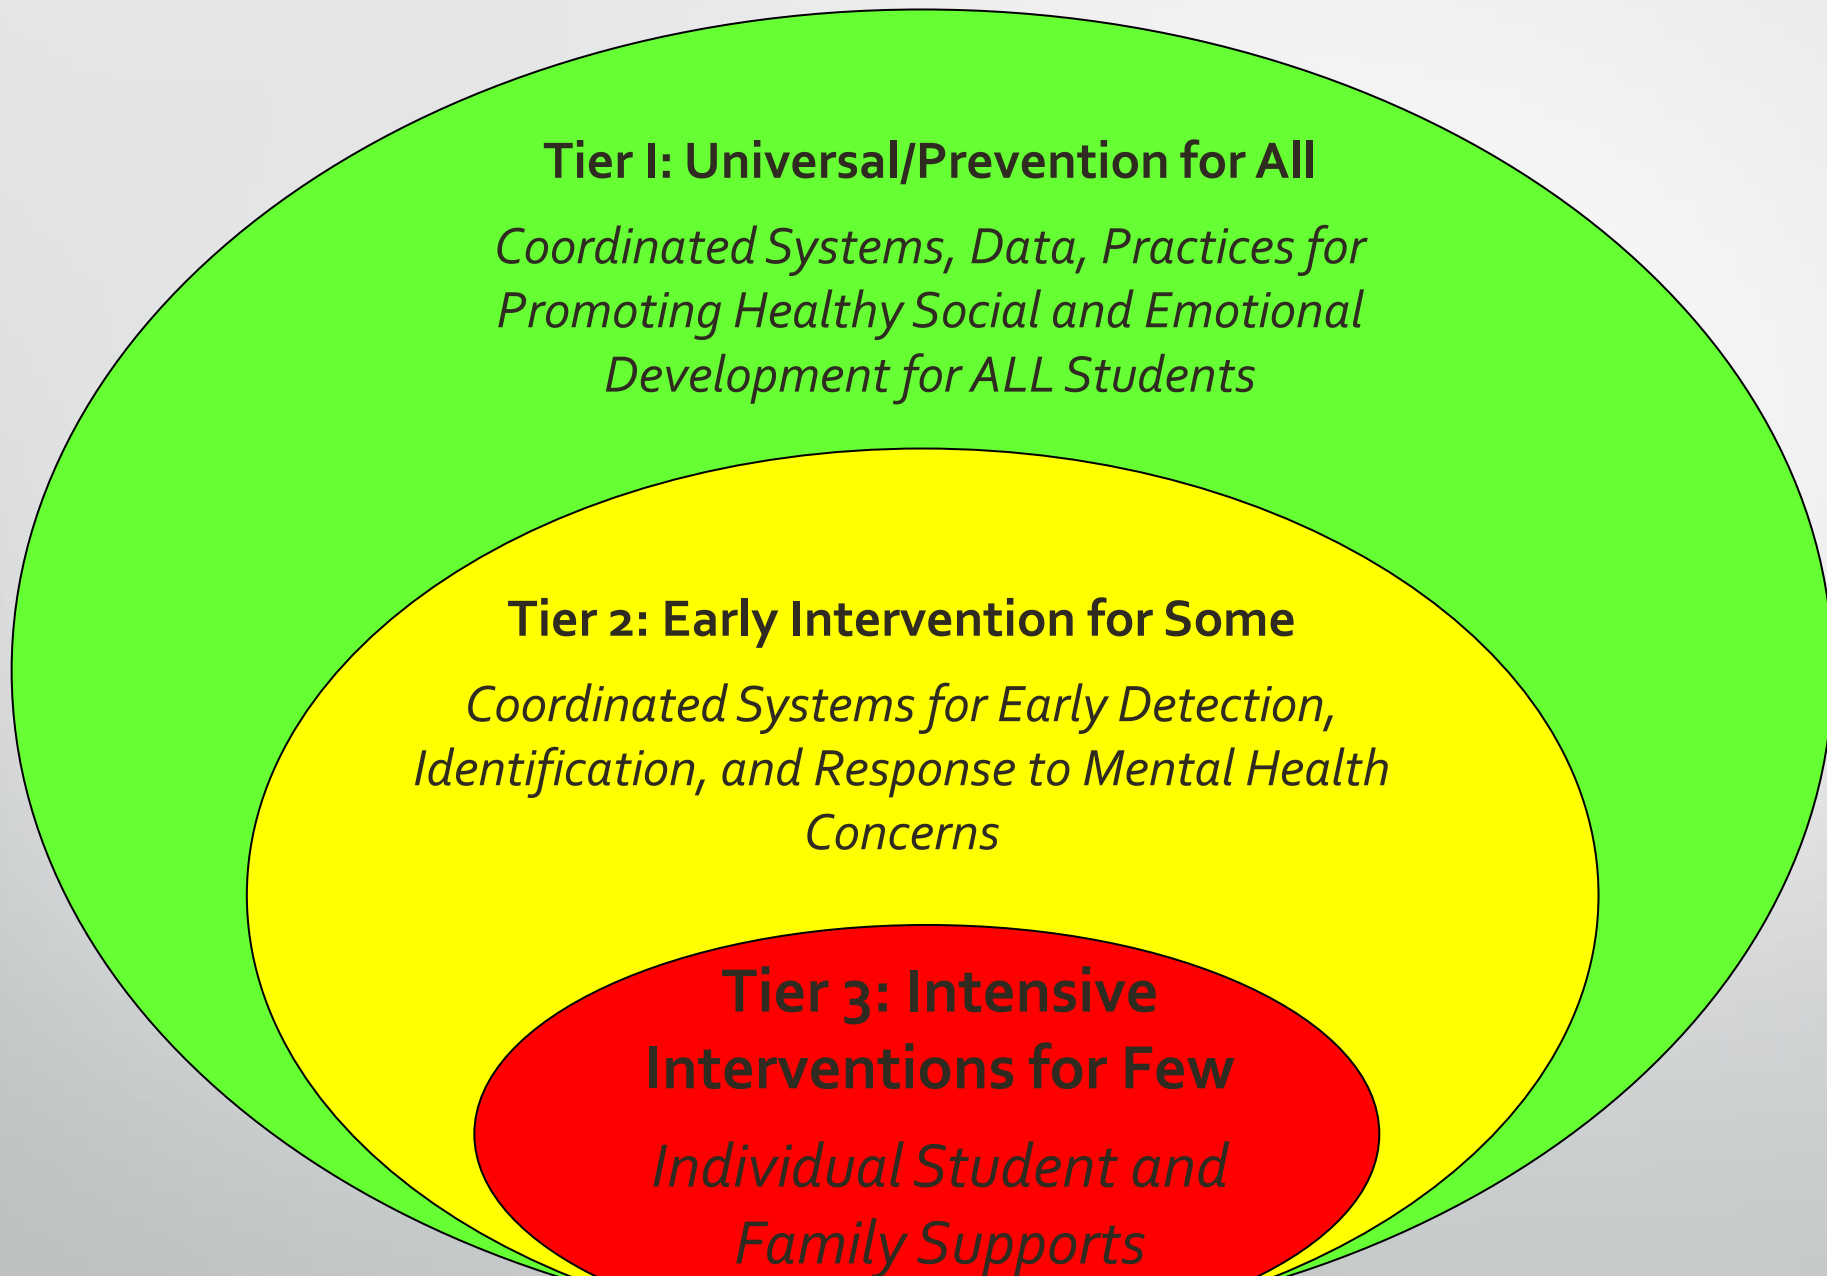 Tier I: Universal/Prevention for All
Coordinated Systems, Data, Practices for
Promoting Healthy Social and Emotional
Development for ALL Students
Tier 2: Early Intervention for Some
Coordinated Systems for Early Detection,
Identification, and Response to Mental Health
Concerns
Tier 3: Intensive
Interventions for Few
Individual Student and
Family Supports